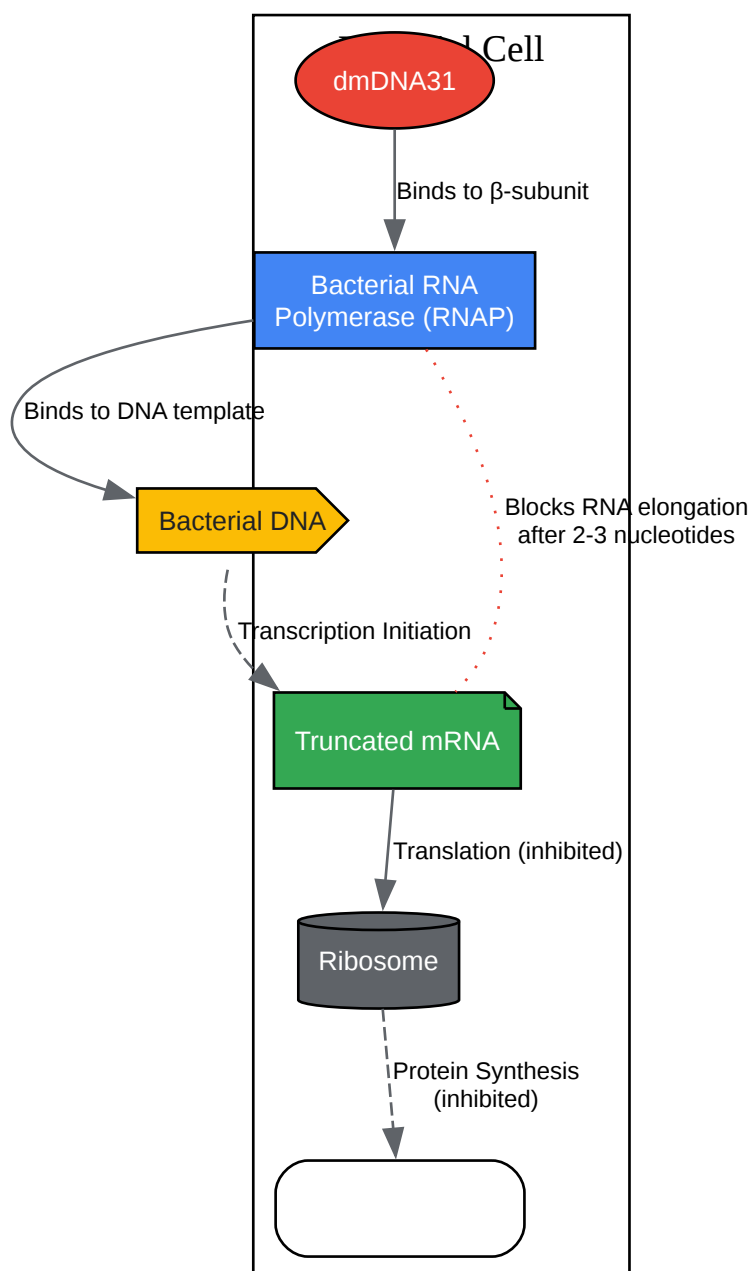 Cell
dmDNA31
Binds to β-subunit
Bacterial RNA
Polymerase (RNAP)
Binds to DNA template
Bacterial DNA
Blocks RNA elongation
after 2-3 nucleotides
Transcription Initiation
Truncated mRNA
Translation (inhibited)
Ribosome
Protein Synthesis
(inhibited)